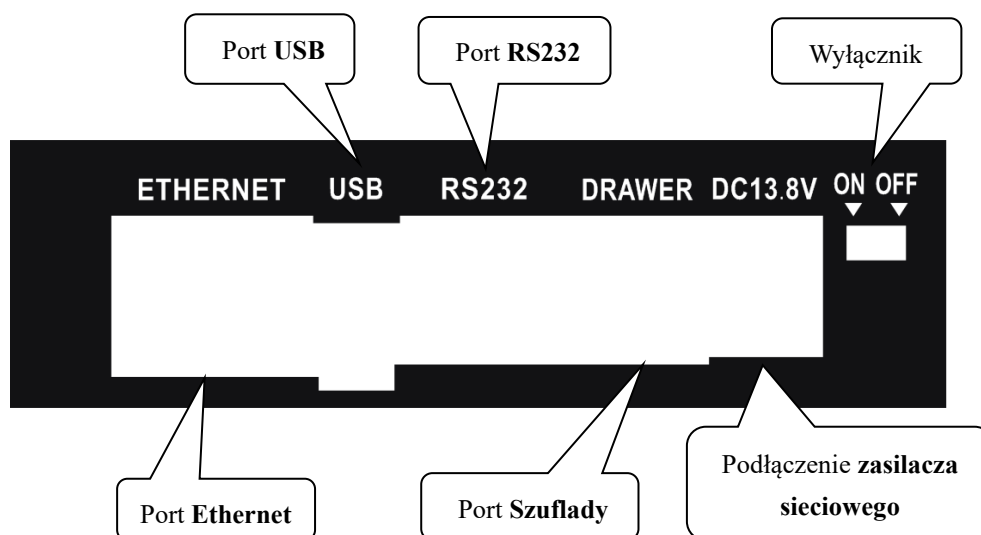 Port USB
Port RS232
Wyłącznik
ETHERNET USB RS232 DRAWER DC13.8V ON OFF
Port Ethernet
Port Szuflady
Podłączenie zasilacza
sieciowego